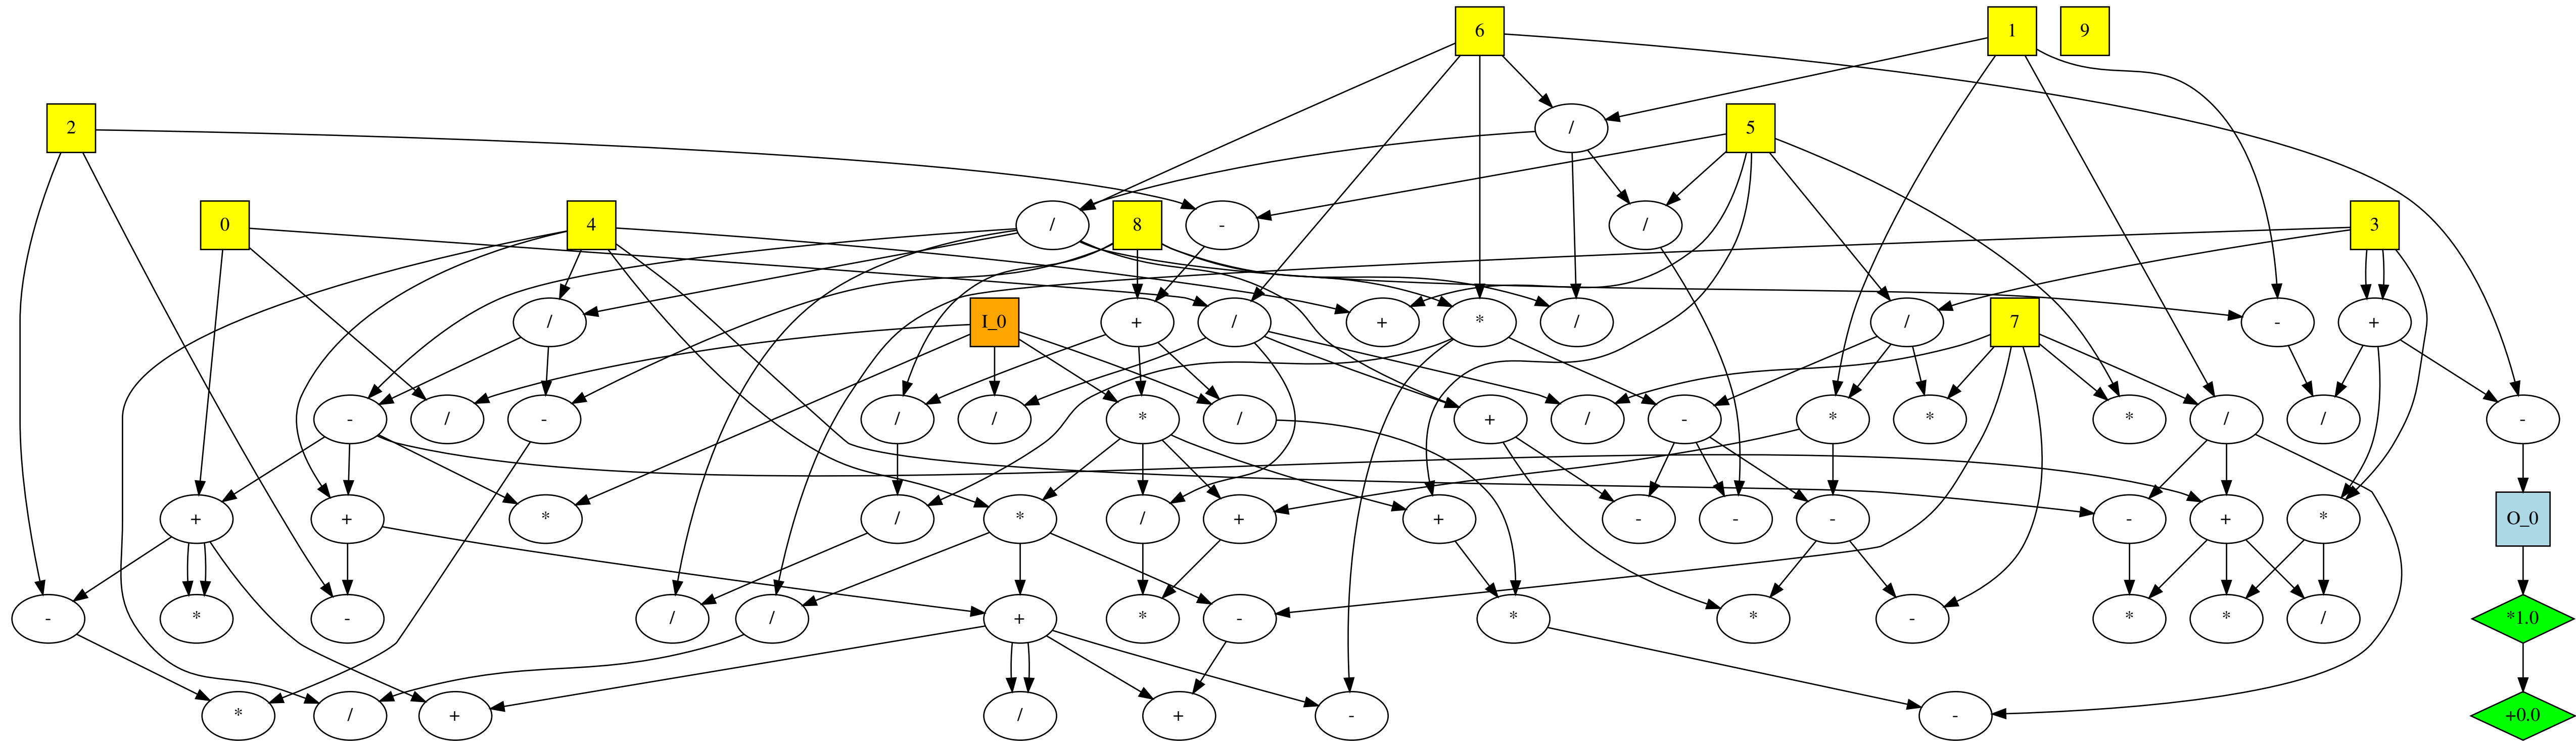 6 1 9
2 / 5
0 4 / 8 - / 3
/ I_0 + / + * / / 7 - +
- / - / / * / + / - * * * / / -
+ + * / * / + + - - - - + * O_0
- * - / / + * - * * - * * / *1.0
* / + / + - - +0.0